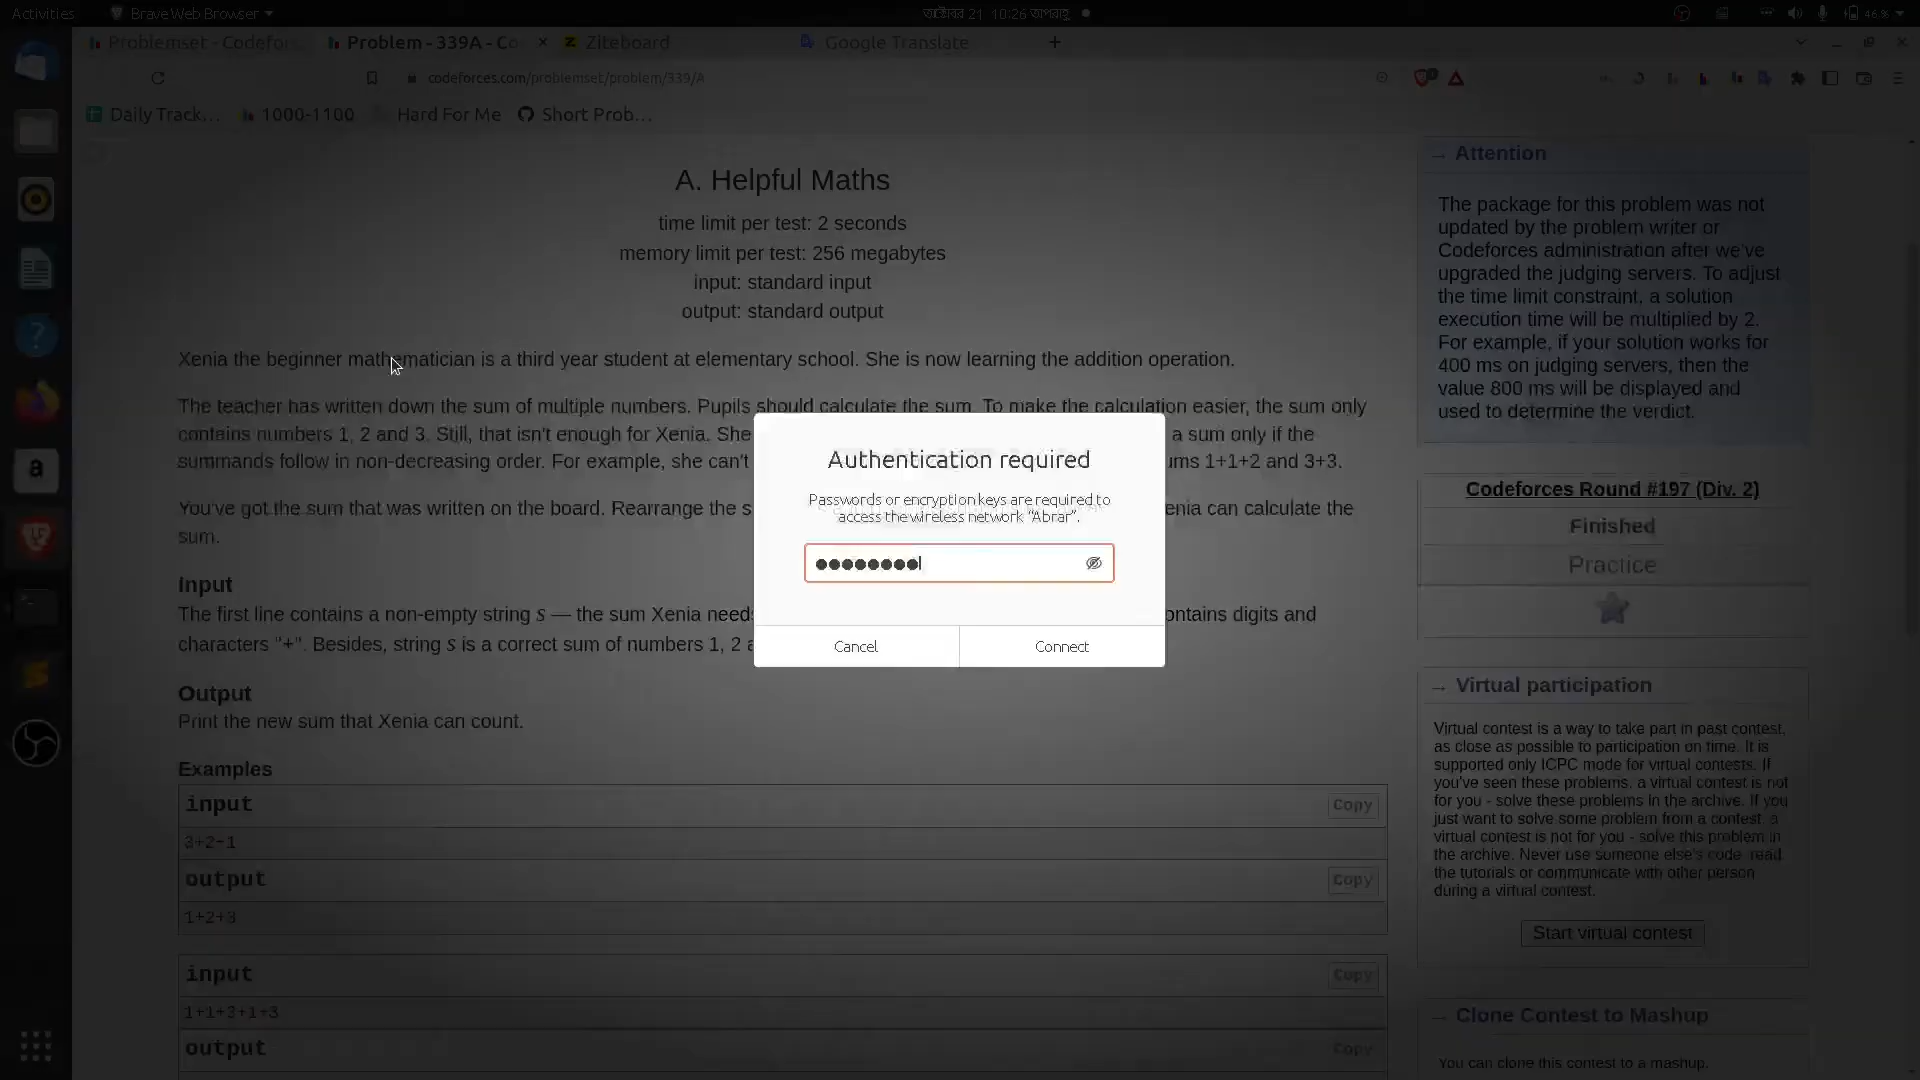 Activities
Brave Web Browser
অক্টোবর 21 10:26 অপরাহ্ণ
46 %
Problemset - Codefor
Problem - 339A - Co
Ziteboard
Google Translate
codeforces.com/problemset/problem/339/A
Daily Track...
1000-1100
Hard For Me
Short Prob...
A. Helpful Maths
time limit per test: 2 seconds
memory limit per test: 256 megabytes
input: standard input
output: standard output
Xenia the beginner mathematician is a third year student at elementary school. She is now learning the addition operation.
The teacher has written down the sum of multiple numbers. Pupils should calculate the sum. To make the calculation easier, the sum only
contains numbers 1, 2 and 3. Still, that isn't enough for Xenia. She a sum only if the
summands follow in non-decreasing order. For example, she can't ums 1+1+2 and 3+3.
You've got the sum that was written on the board. Rearrange the s enia can calculate the
sum.
Input
The first line contains a non-empty string s — the sum Xenia needs ontains digits and
characters "+". Besides, string s is a correct sum of numbers 1, 2 a
Output
Print the new sum that Xenia can count.
Examples
input
Copy
3+2+1
output
Copy
1+2+3
input
Copy
1+1+3+1+3
output
Copy
Authentication required
Passwords or encryption keys are required to
access the wireless network “Abrar”.
Cancel
Connect
→ Attention
The package for this problem was not
updated by the problem writer or
Codeforces administration after we've
upgraded the judging servers. To adjust
the time limit constraint, a solution
execution time will be multiplied by 2.
For example, if your solution works for
400 ms on judging servers, then the
value 800 ms will be displayed and
used to determine the verdict.
Codeforces Round #197 (Div. 2)
Finished
Practice
→ Virtual participation
Virtual contest is a way to take part in past contest,
as close as possible to participation on time. It is
supported only ICPC mode for virtual contests. If
you've seen these problems, a virtual contest is not
for you - solve these problems in the archive. If you
just want to solve some problem from a contest, a
virtual contest is not for you - solve this problem in
the archive. Never use someone else's code, read
the tutorials or communicate with other person
during a virtual contest.
Start virtual contest
→ Clone Contest to Mashup
You can clone this contest to a mashup.